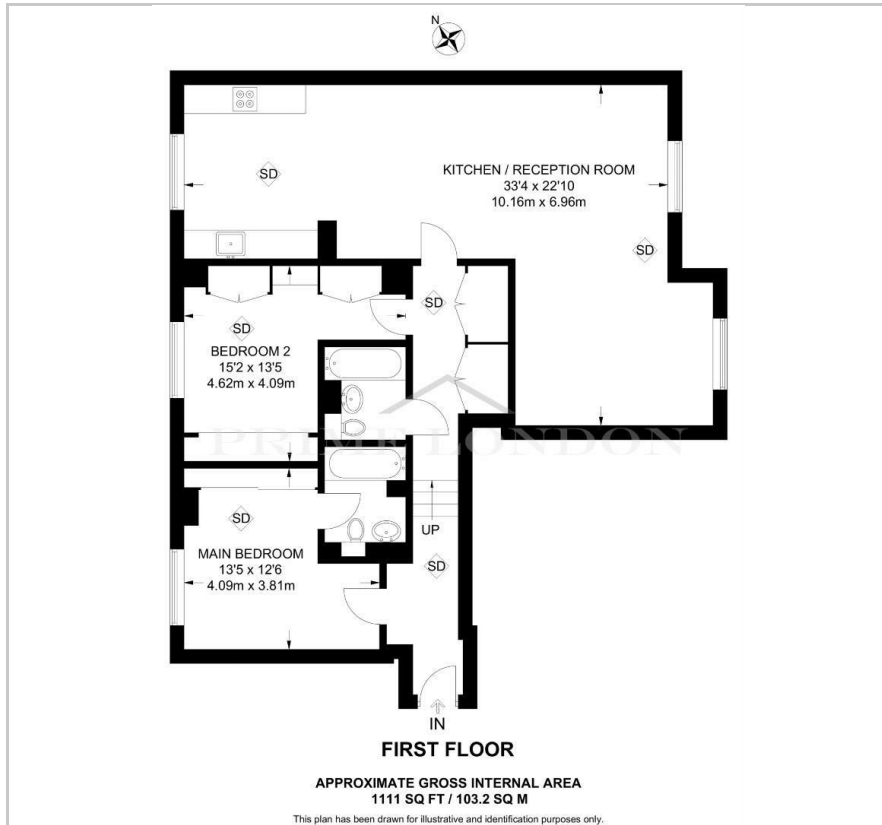 N
SD
KITCHEN / RECEPTION ROOM
33'4 x 22'10
10.16m x 6.96m
SD
SD
SD
BEDROOM 2
15'2 x 13'5
4.62m x 4.09m
PRIME LONDON
SD
UP
MAIN BEDROOM
13'5 x 12'6
4.09m x 3.81m
SD
IN
FIRST FLOOR
APPROXIMATE GROSS INTERNAL AREA
1111 SQ FT / 103.2 SQ M
This plan has been drawn for illustrative and identification purposes only.